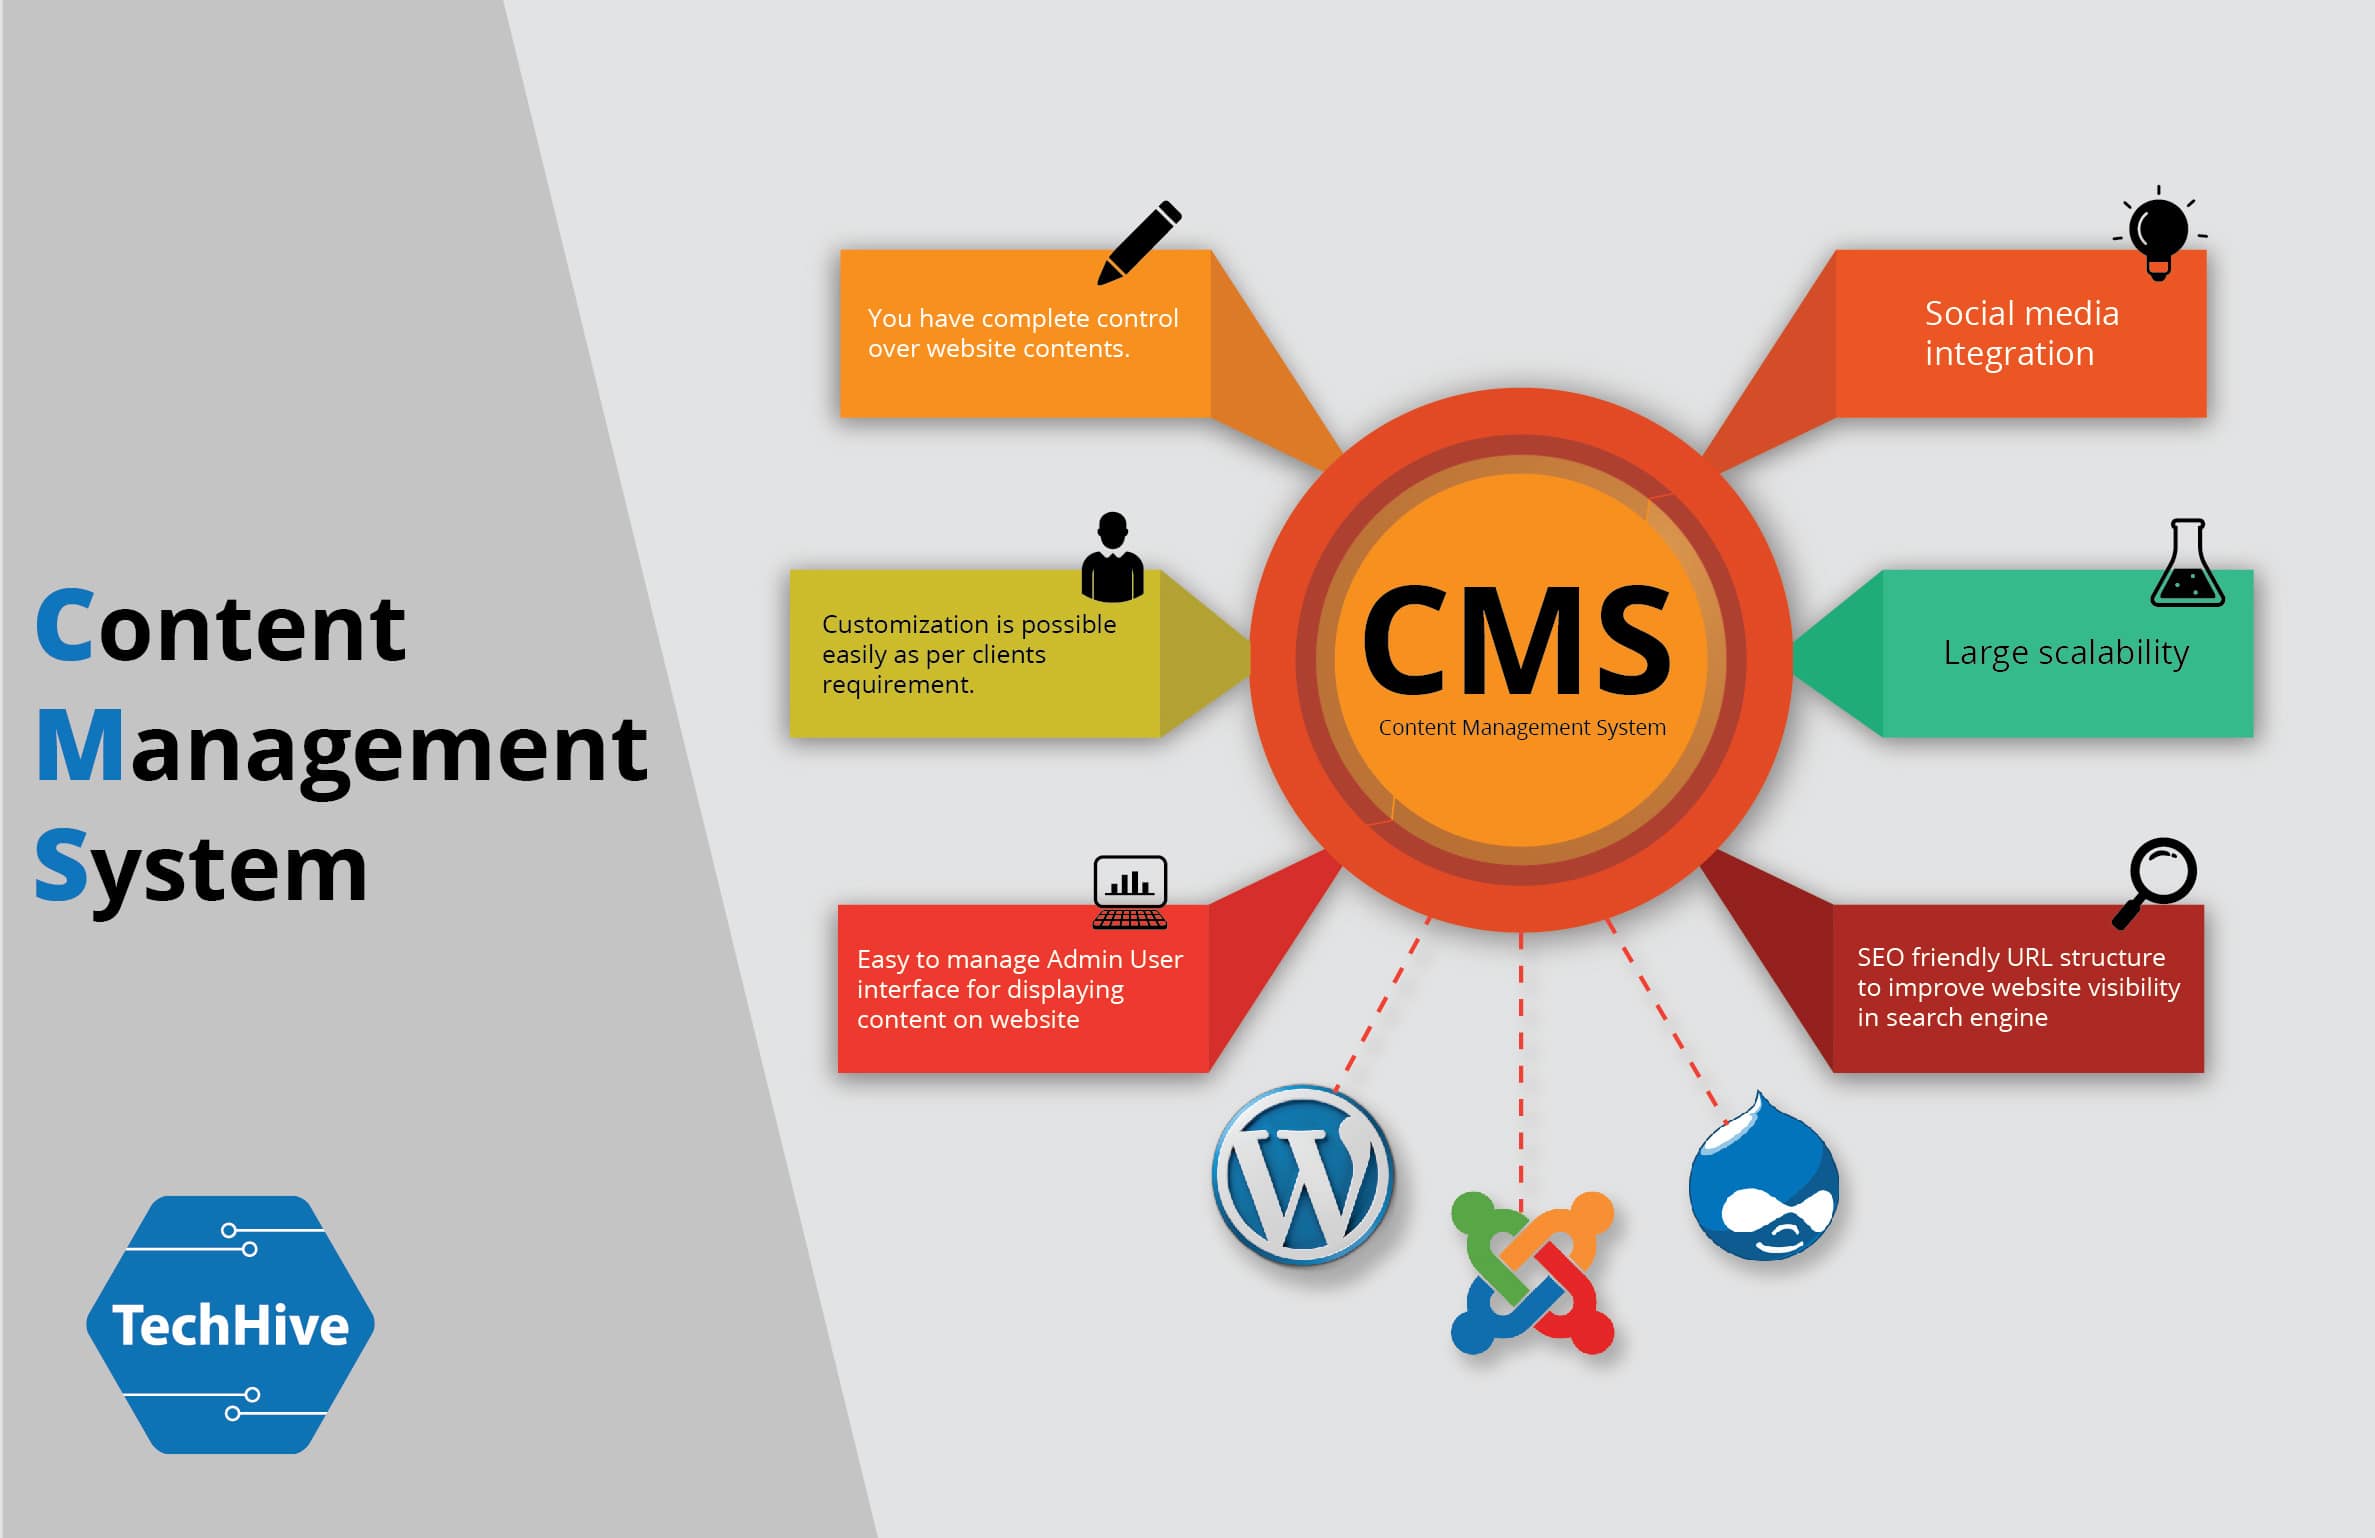 Content
Management
System
TechHive
You have complete control
over website contents.
Customization is possible
easily as per clients
requirement.
Easy to manage Admin User
interface for displaying
content on website
CMS
Content Management System
Social media
integration
Large scalability
SEO friendly URL structure
to improve website visibility
in search engine